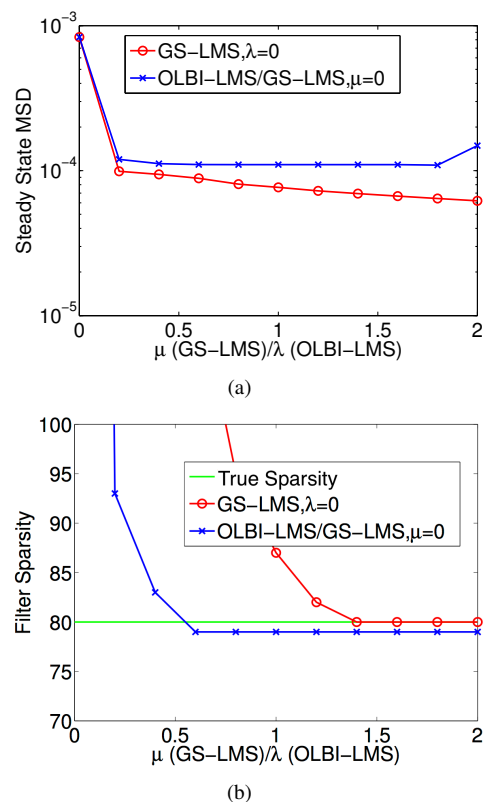 10^-3
GS-LMS,λ=0
OLBI-LMS/GS-LMS,μ=0
Steady State MSD
10^-4
10^-5
0 0.5 1 1.5 2
μ (GS-LMS)/λ (OLBI-LMS)
(a)
100
95
90
85
80
75
70
True Sparsity
GS-LMS,λ=0
OLBI-LMS/GS-LMS,μ=0
Filter Sparsity
0 0.5 1 1.5 2
μ (GS-LMS)/λ (OLBI-LMS)
(b)